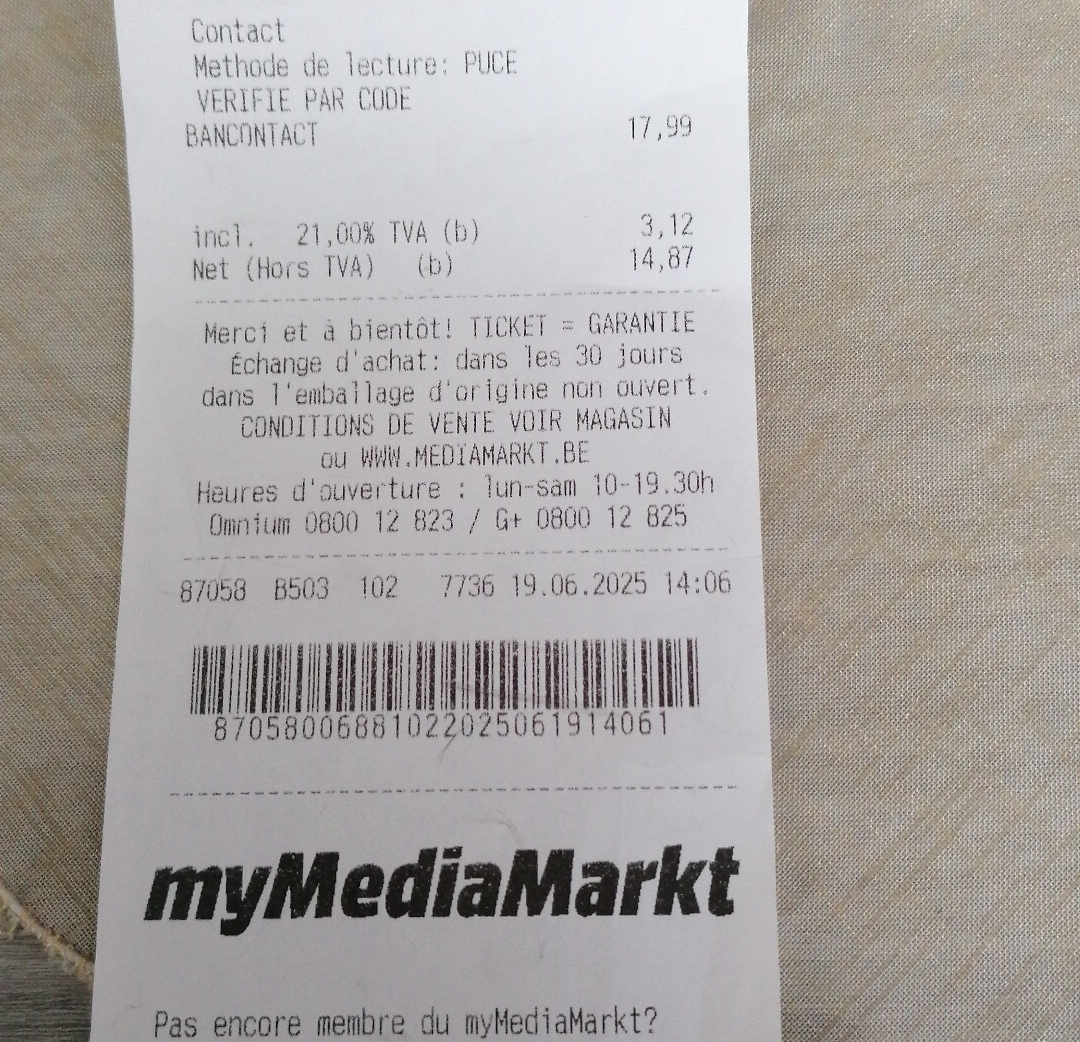 Contact
Methode de lecture: PUCE
VERIFIE PAR CODE
BANCONTACT 17,99
incl. 21,00% TVA (b) 3,12
Net (Hors TVA) (b) 14,87
Merci et à bientôt! TICKET = GARANTIE
Échange d'achat: dans les 30 jours
dans l'emballage d'origine non ouvert.
CONDITIONS DE VENTE VOIR MAGASIN
ou WWW.MEDIAMARKT.BE
Heures d'ouverture : lun-sam 10-19.30h
Omnium 0800 12 823 / G+ 0800 12 825
87058 B503 102 7736 19.06.2025 14:06
87058006881022025061914061
myMediaMarkt
Pas encore membre du myMediaMarkt?